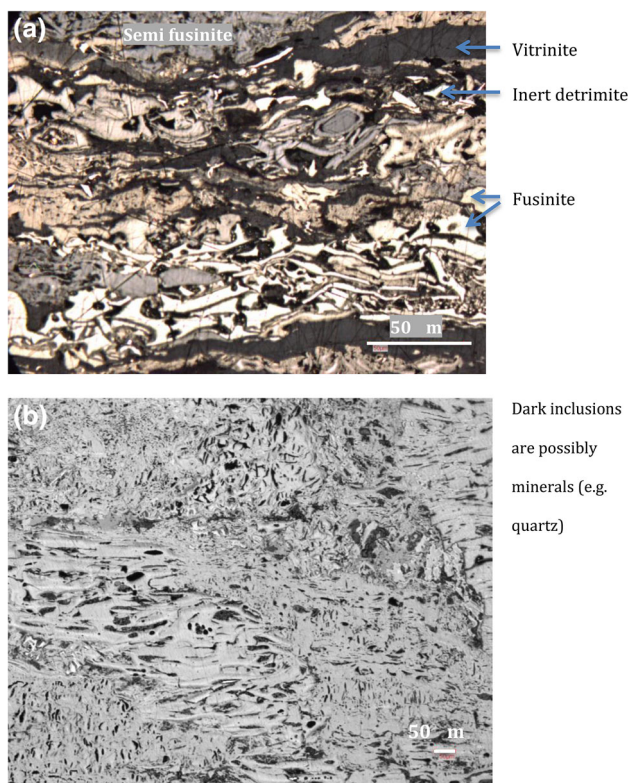 (a)
Semi fusinite
Vitrinite
Inert detrimite
Fusinite
50 m
(b)
Dark inclusions
are possibly
minerals (e.g.
quartz)
50 m